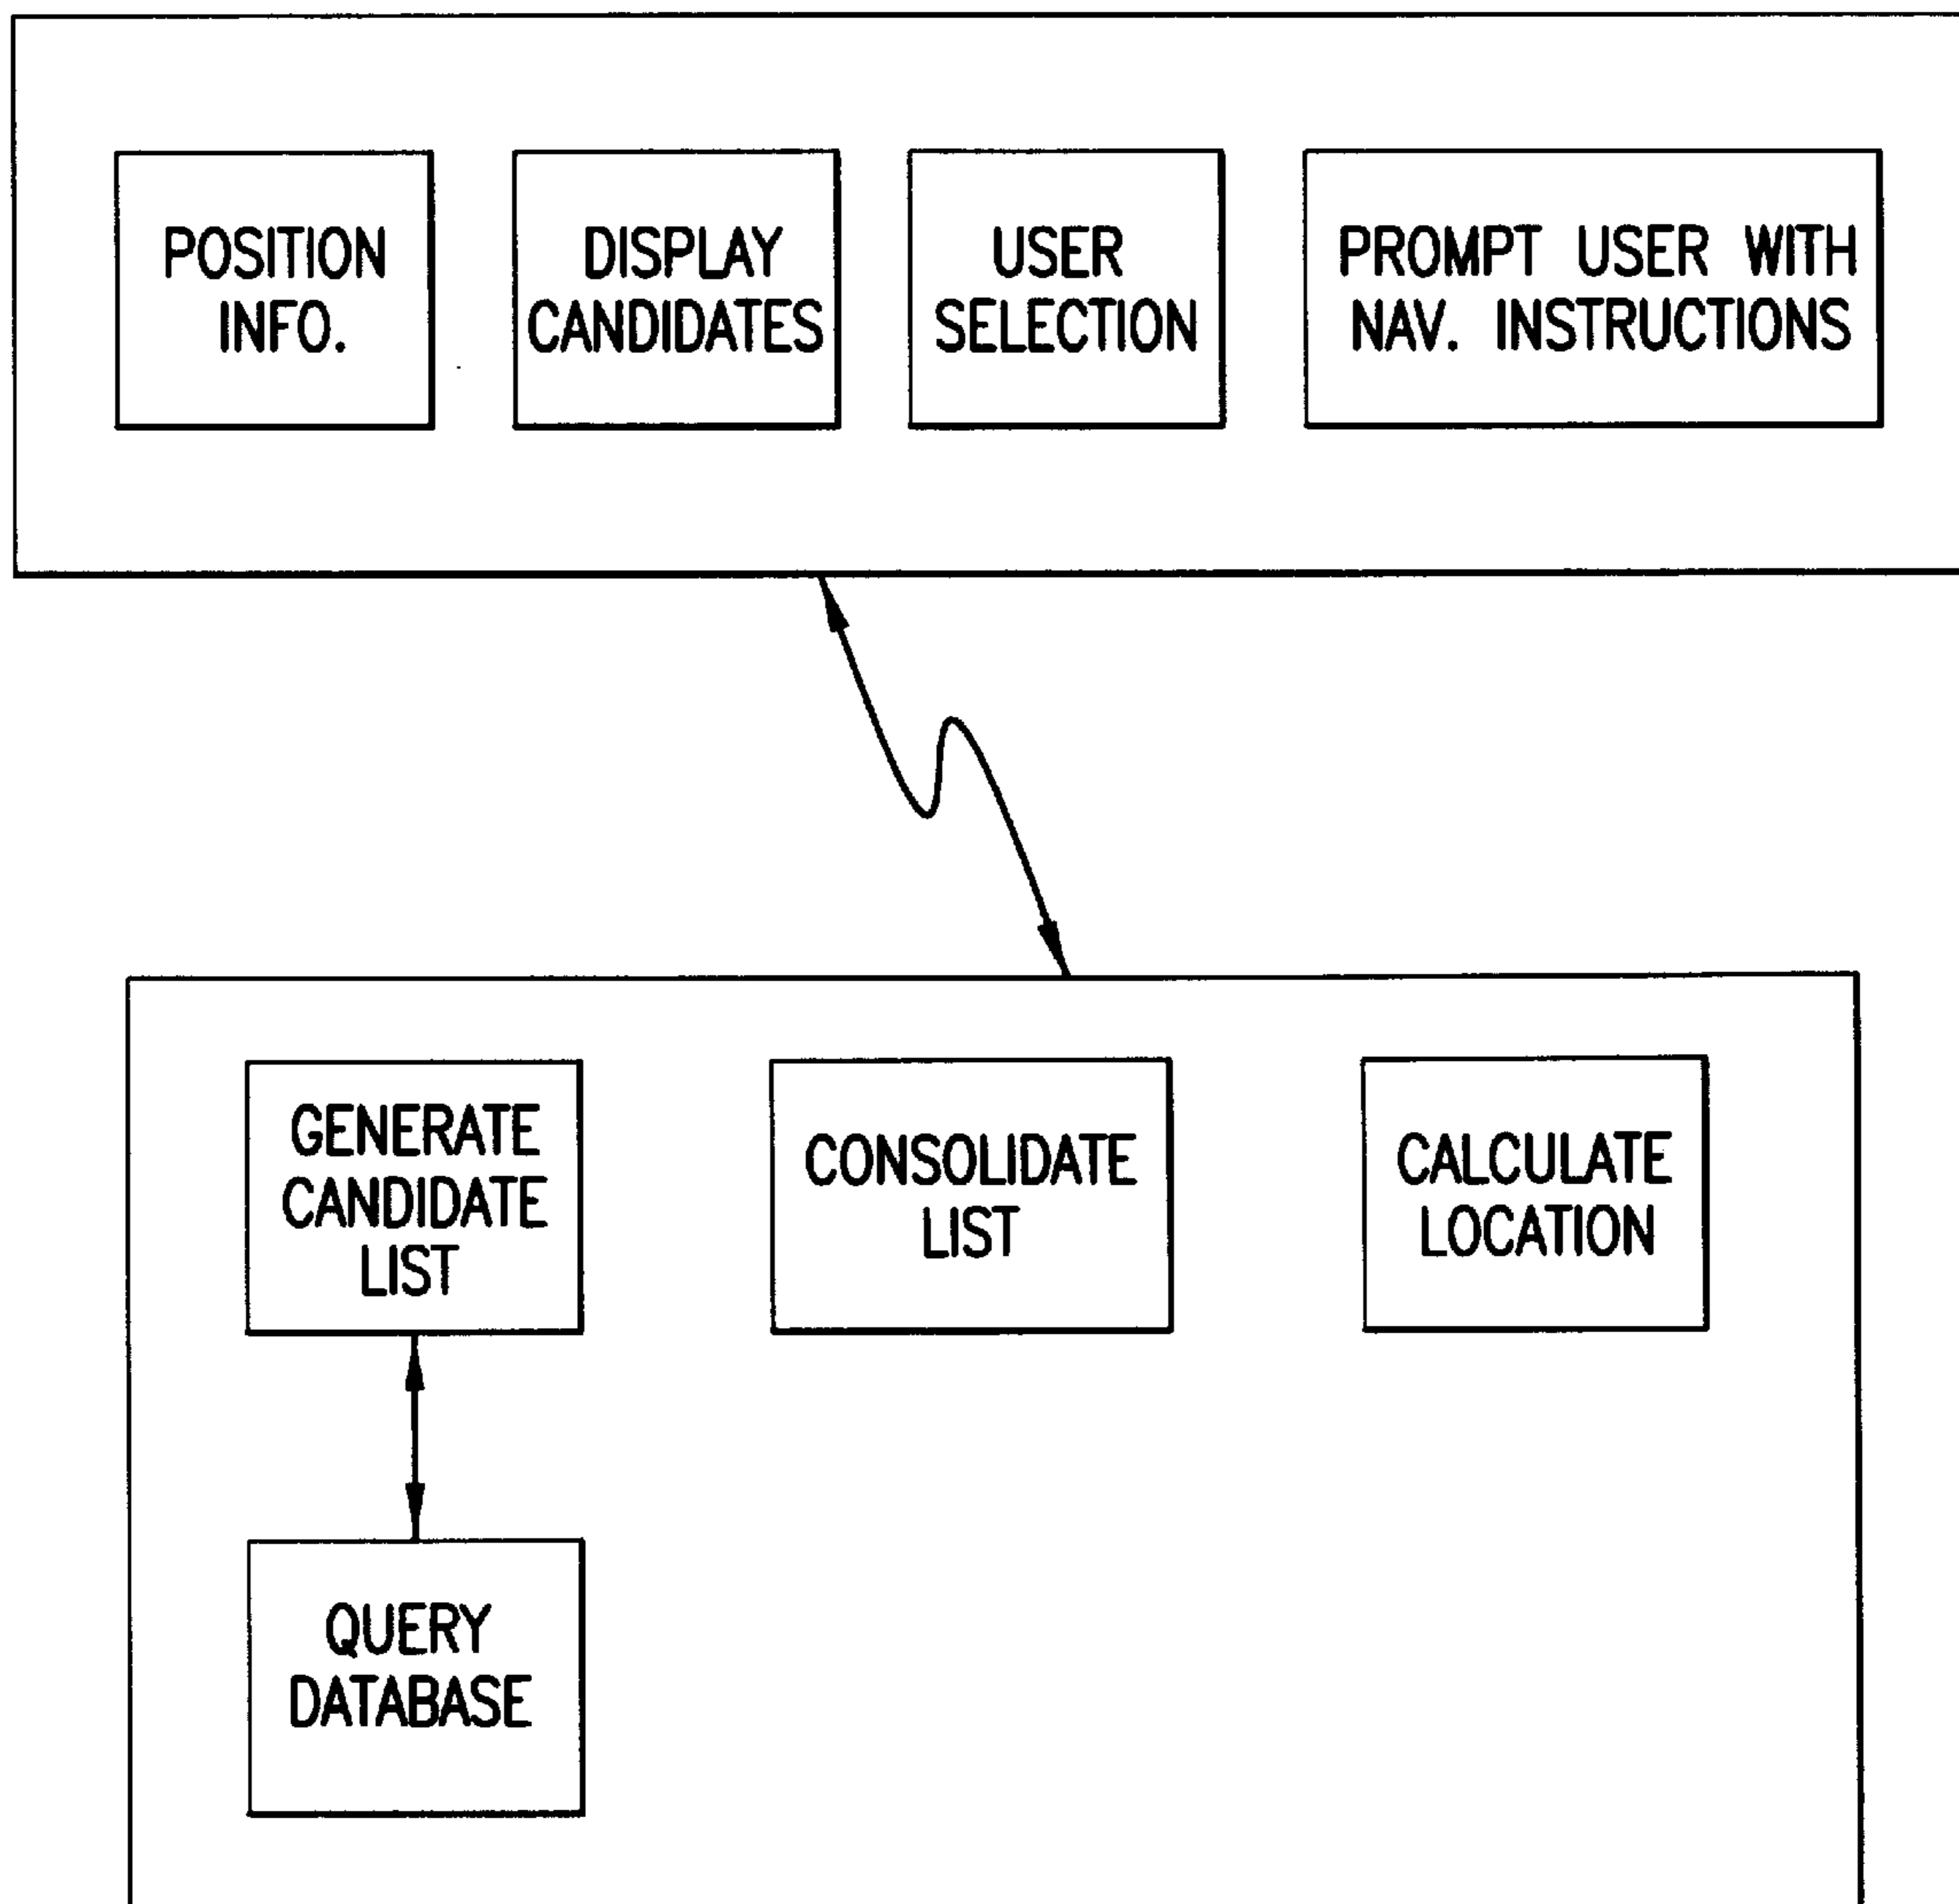 POSITION
INFO.
DISPLAY
CANDIDATES
USER
SELECTION
PROMPT USER WITH
NAV. INSTRUCTIONS
GENERATE
CANDIDATE
LIST
CONSOLIDATE
LIST
CALCULATE
LOCATION
QUERY
DATABASE